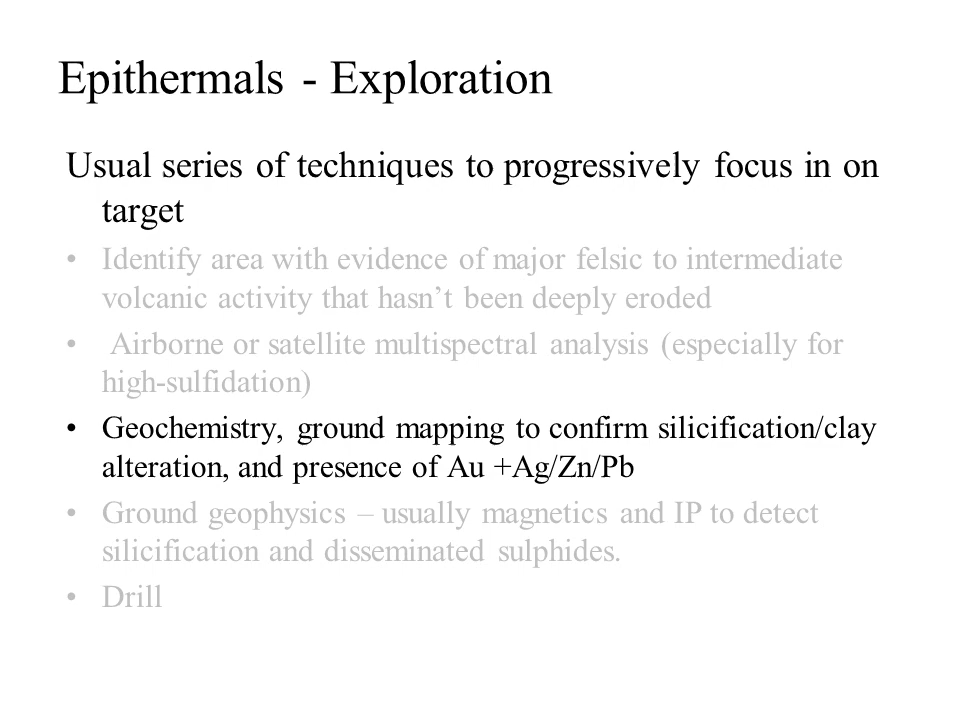 Epithermals - Exploration
Usual series of techniques to progressively focus in on
target
• Identify area with evidence of major felsic to intermediate
volcanic activity that hasn’t been deeply eroded
• Airborne or satellite multispectral analysis (especially for
high-sulfidation)
• Geochemistry, ground mapping to confirm silicification/clay
alteration, and presence of Au +Ag/Zn/Pb
• Ground geophysics – usually magnetics and IP to detect
silicification and disseminated sulphides.
• Drill